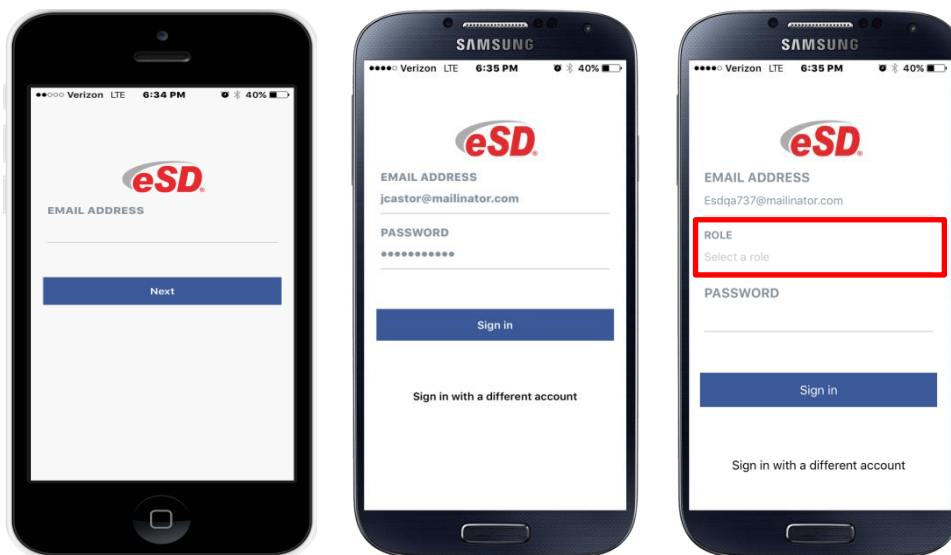 Verizon LTE 6:34 PM 40%
eSD®
EMAIL ADDRESS
Next
SAMSUNG
Verizon LTE 6:35 PM 40%
eSD®
EMAIL ADDRESS
jcastor@mailinator.com
PASSWORD
•••••••••••
Sign in
Sign in with a different account
SAMSUNG
Verizon LTE 6:35 PM 40%
eSD®
EMAIL ADDRESS
Esdqa737@mailinator.com
ROLE
Select a role
PASSWORD
Sign in
Sign in with a different account